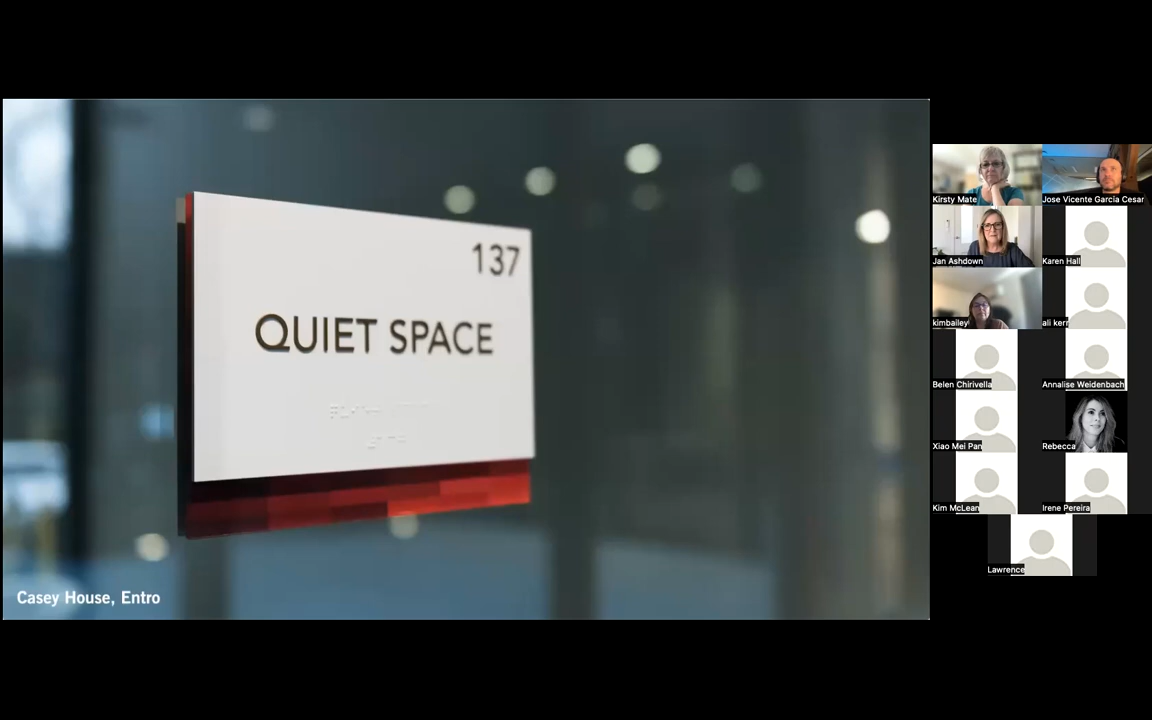 137
QUIET SPACE
Casey House, Entro
Kirsty Mate
Jose Vicente Garcia Cesar
Jan Ashdown
Karen Hall
kimbailey
ali kerr
Belen Chirivella
Annalise Weidenbach
Xiao Mei Pan
Rebecca
Kim McLean
Irene Pereira
Lawrence